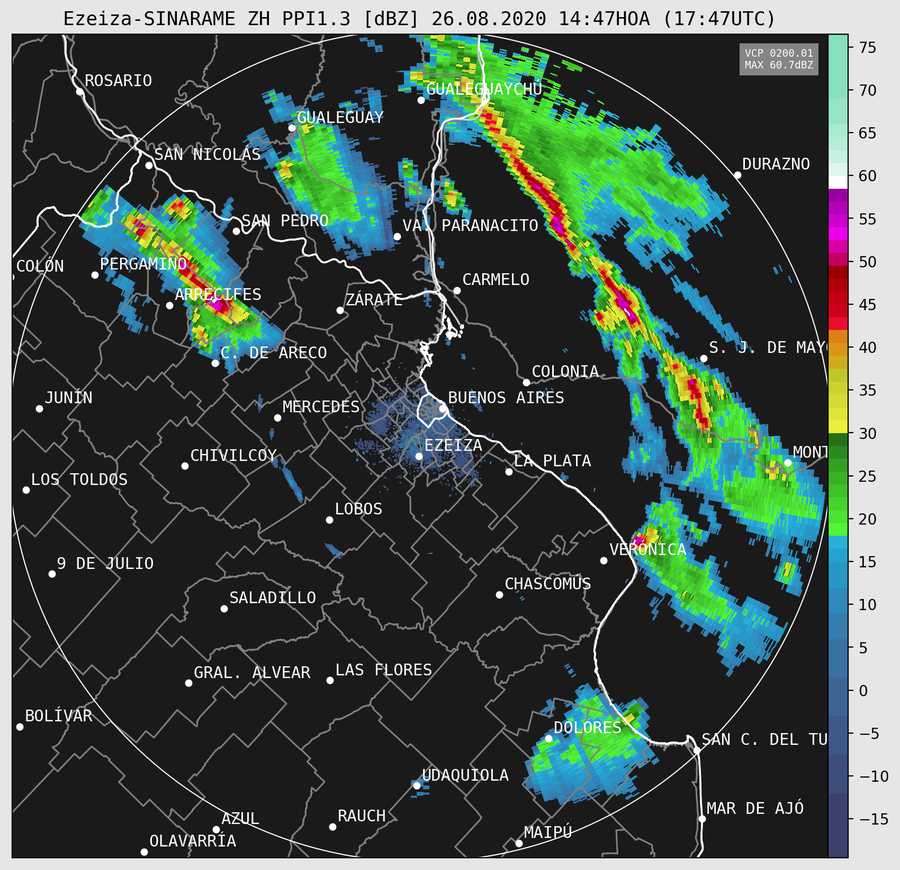 Ezeiza-SINARAME ZH PPI1.3 [dBZ] 26.08.2020 14:47HOA (17:47UTC)
VCP 0200.01
MAX 60.7dBZ
75
70
65
60
55
50
45
40
35
30
25
20
15
10
5
0
−5
−10
−15
ROSARIO
GUALEGUAYCHÚ
GUALEGUAY
SAN NICOLÁS
DURAZNO
SAN PEDRO
VA. PARANACITO
COLÓN
PERGAMINO
CARMELO
ARRECIFES
ZÁRATE
C. DE ARECO
S. J. DE MAY
COLONIA
JUNÍN
MERCEDES
BUENOS AIRES
EZEIZA
CHIVILCOY
LA PLATA
MONT
LOS TOLDOS
LOBOS
VERÓNICA
9 DE JULIO
CHASCOMÚS
SALADILLO
GRAL. ALVEAR
LAS FLORES
BOLÍVAR
DOLORES
SAN C. DEL TU
UDAQUIOLA
MAR DE AJÓ
AZUL
RAUCH
MAIPÚ
OLAVARRÍA